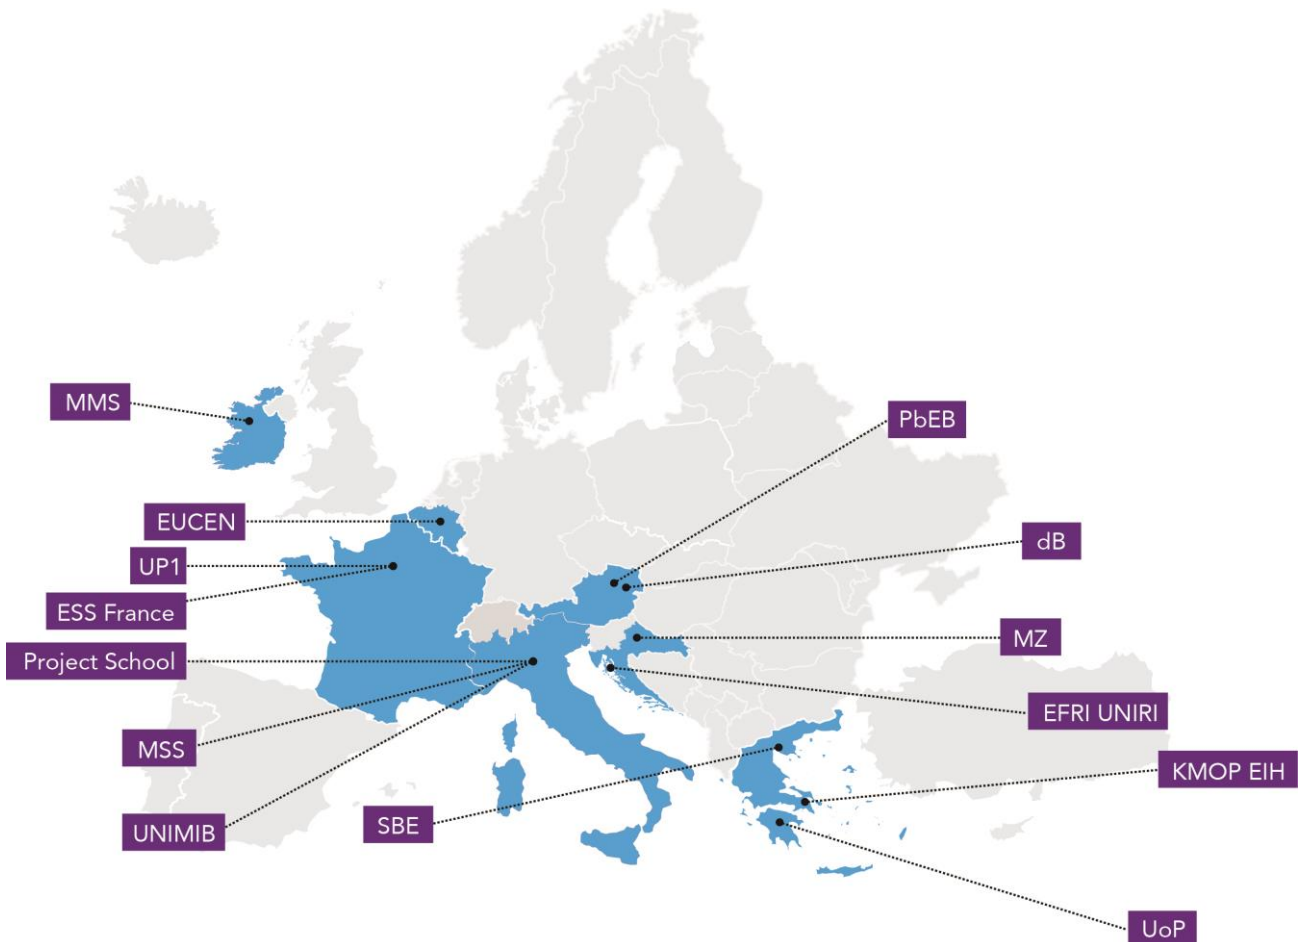 MMS
PbEB
EUCEN
dB
UP1
ESS France
MZ
Project School
EFRI UNIRI
MSS
KMOP EIH
SBE
UNIMIB
UoP